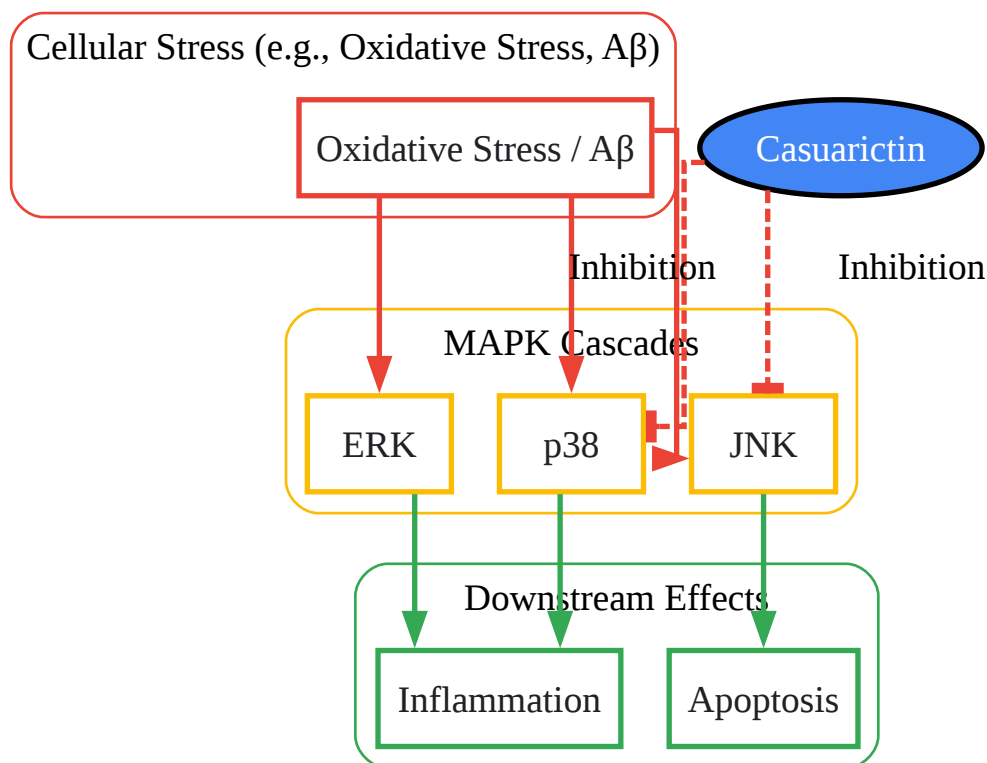 Cellular Stress (e.g., Oxidative Stress, Aβ)
Oxidative Stress / Aβ
Casuarictin
Inhibition
Inhibition
MAPK Cascades
ERK
p38
JNK
Downstream Effects
Inflammation
Apoptosis